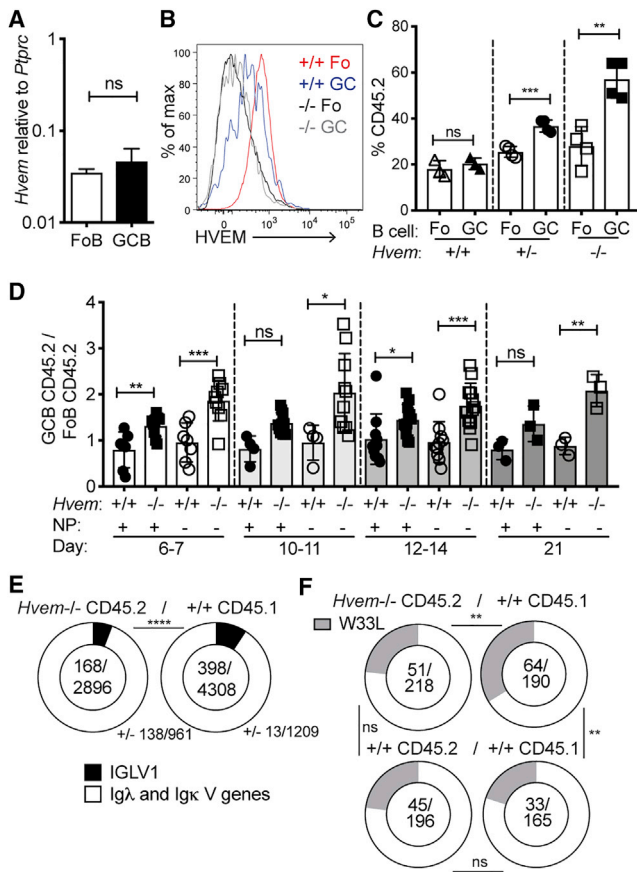 A
Hvem relative to Ptprc
1
0.1
0.01
ns
FoB GCB
B
% of max
100
80
60
40
20
0
+/+ Fo
+/+ GC
-/- Fo
-/- GC
0 10³ 10⁴ 10⁵
HVEM
C
% CD45.2
80
60
40
20
0
ns
***
**
B cell: Fo GC Fo GC Fo GC
Hvem: +/+ +/- -/-
D
GCB CD45.2 /
FoB CD45.2
4
3
2
1
0
** *** ns * * *** ns **
Hvem: +/+ -/- +/+ -/- +/+ -/- +/+ -/- +/+ -/- +/+ -/- +/+ -/- +/+ -/-
NP: + + - - + + - - + + - - + + - -
Day: 6-7 10-11 12-14 21
E
Hvem-/- CD45.2 / +/+ CD45.1
****
168/
2896
398/
4308
+/- 138/961 +/- 13/1209
IGLV1
Igλ and Igκ V genes
F
Hvem-/- CD45.2 / +/+ CD45.1
W33L
**
51/
218
64/
190
ns
**
+/+ CD45.2 / +/+ CD45.1
45/
196
33/
165
ns